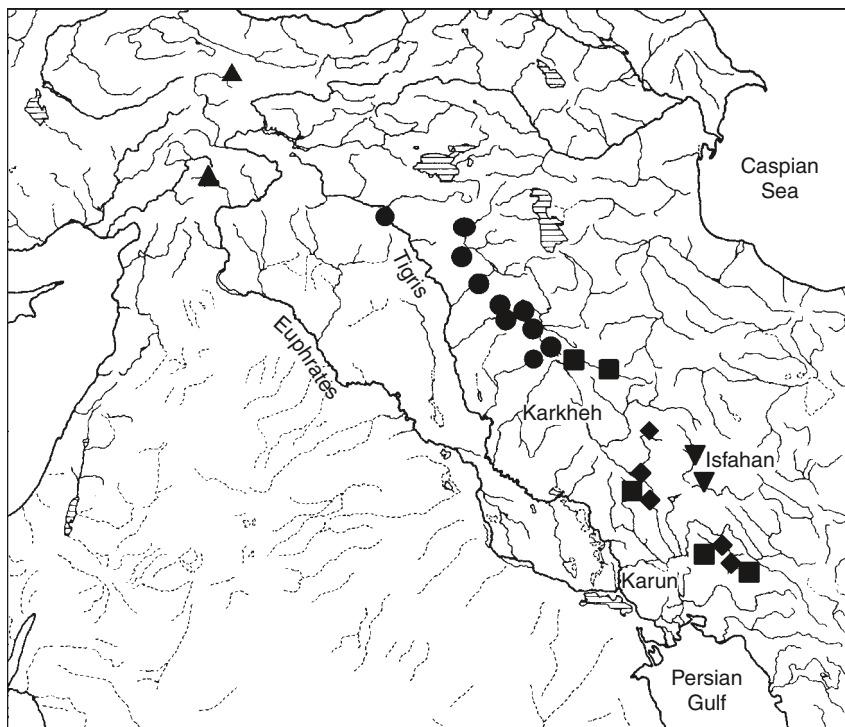 Caspian
Sea
Tigris
Euphrates
Karkheh
Isfahan
Karun
Persian
Gulf